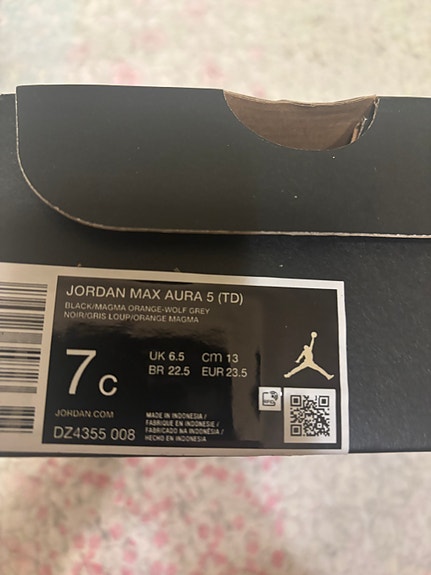 JORDAN MAX AURA 5 (TD)
BLACK/MAGMA ORANGE-WOLF GREY
NOIR/GRIS LOUP/ORANGE MAGMA
7C
UK 6.5 cm 13
BR 22.5 EUR 23.5
JORDAN.COM
DZ4355 008
MADE IN INDONESIA /
FABRIQUE EN INDONESIE /
FABRICADO NA INDONÉSIA /
HECHO EN INDONESIA